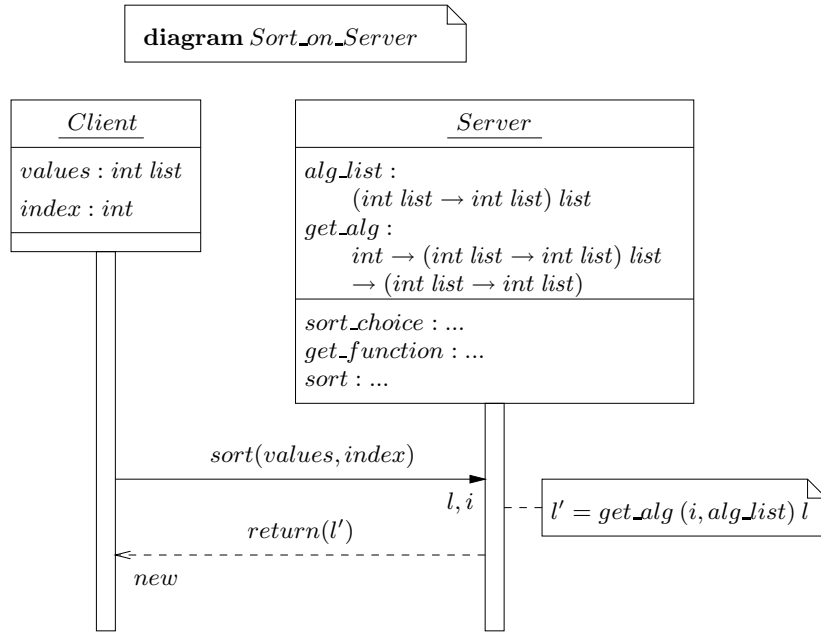 diagram Sort_on_Server
Client
values : int list
index : int
Server
alg_list :
(int list → int list) list
get_alg :
int → (int list → int list) list
→ (int list → int list)
sort_choice : ...
get_function : ...
sort : ...
sort(values, index)
l, i
l′ = get_alg (i, alg_list) l
return(l′)
new